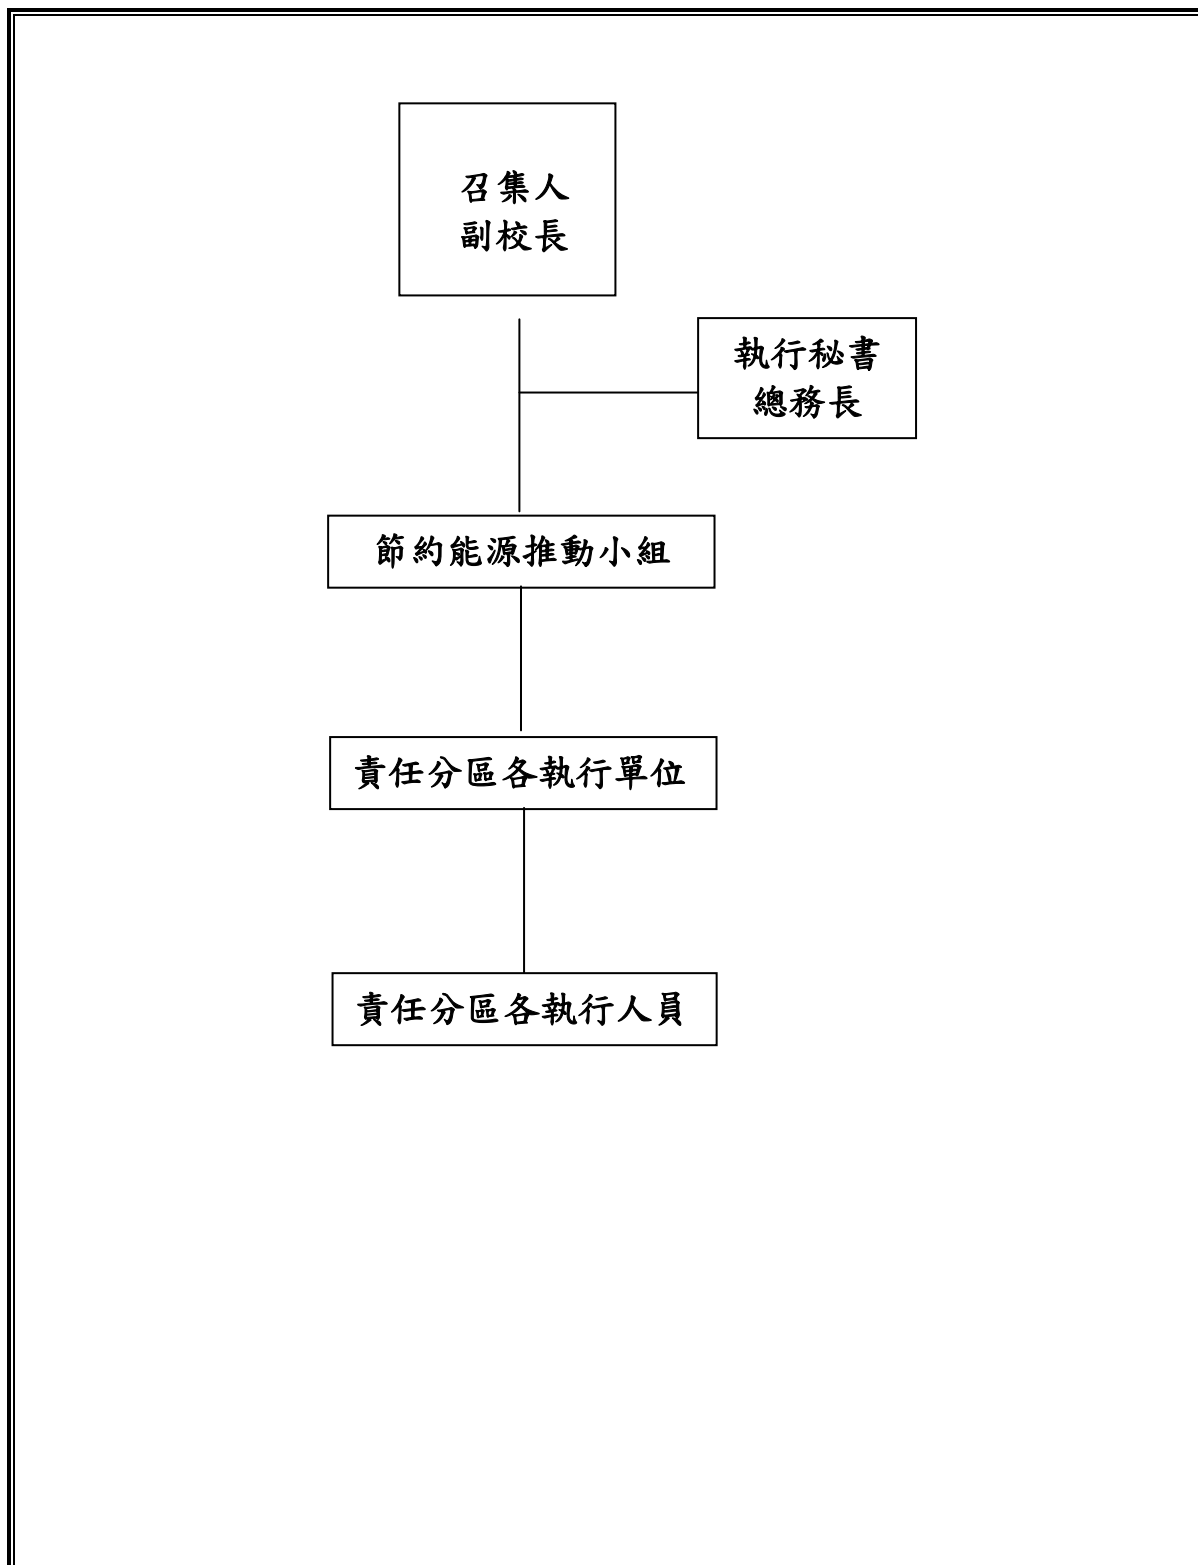 召集人
副校長
執行秘書
總務長
節約能源推動小組
責任分區各執行單位
責任分區各執行人員